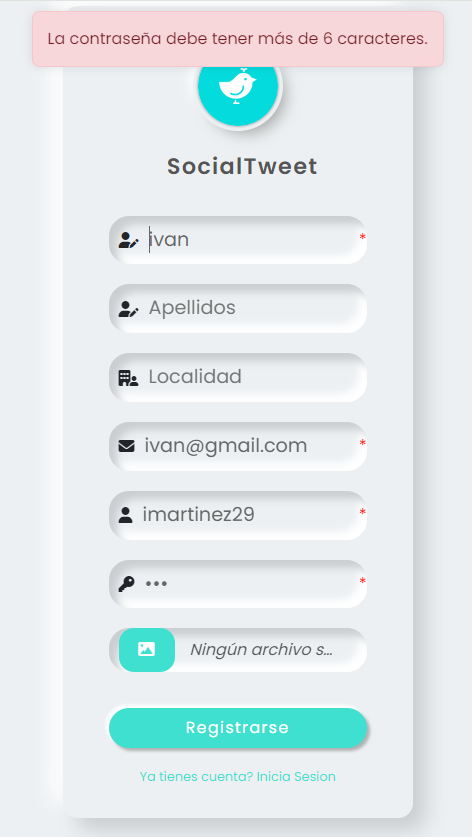 La contraseña debe tener más de 6 caracteres.
SocialTweet
ivan *
Apellidos
Localidad
ivan@gmail.com *
imartinez29 *
••• *
Ningún archivo s...
Registrarse
Ya tienes cuenta? Inicia Sesion